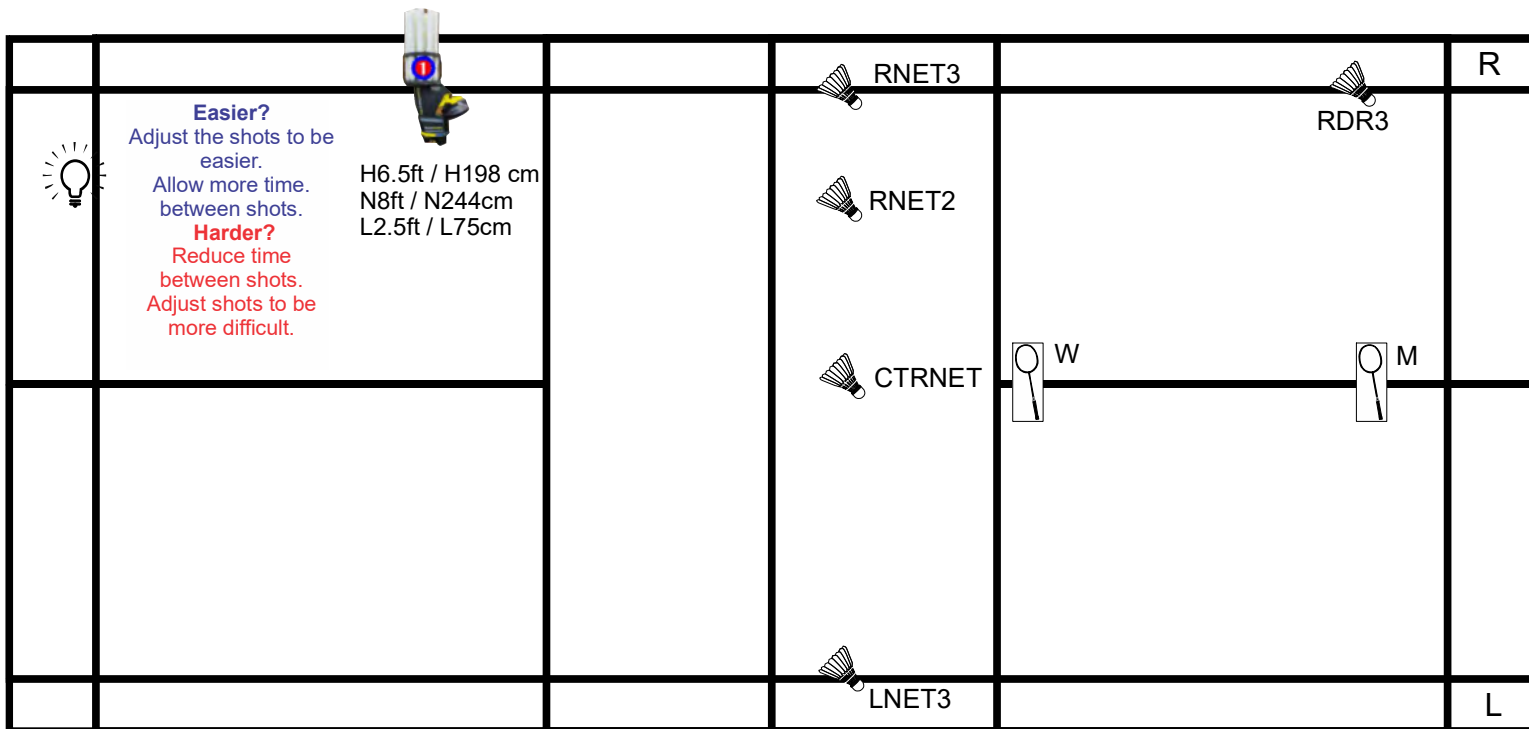 R
RNET3
1
Easier?
Adjust the shots to be
easier.
Allow more time.
between shots.
Harder?
Reduce time
between shots.
Adjust shots to be
more difficult.
H6.5ft / H198 cm
N8ft / N244cm
L2.5ft / L75cm
RDR3
RNET2
W
M
CTRNET
LNET3
L